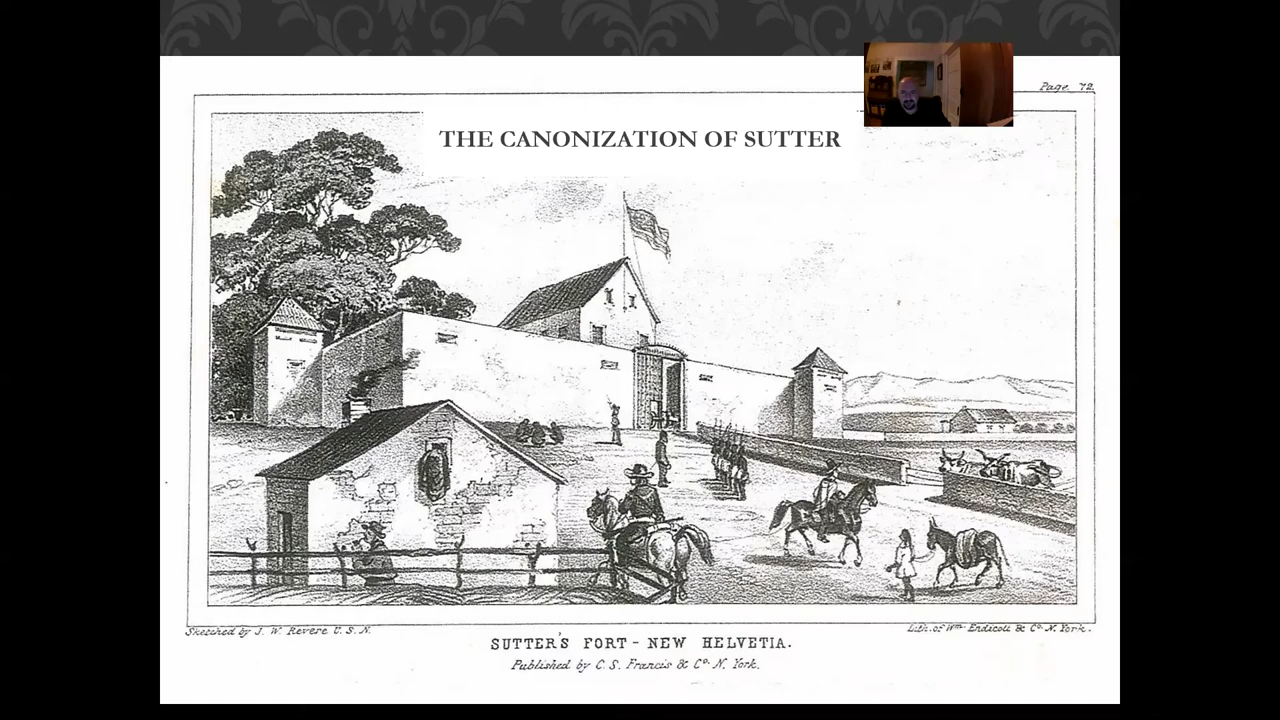 Page. 72.
THE CANONIZATION OF SUTTER
Sketched by J. W. Revere U. S. N.
Lith. of Wm. Endicott & Co. N. York.
SUTTER'S FORT - NEW HELVETIA.
Published by C. S. Francis & Co. N. York.